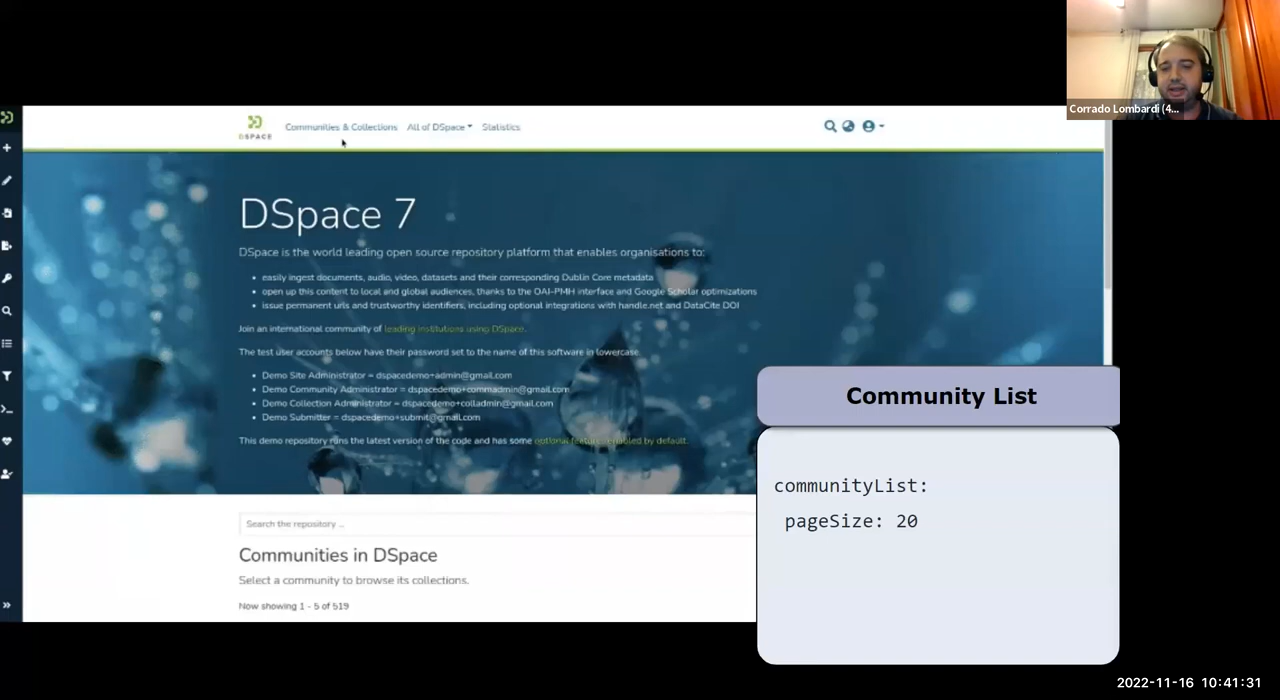 Corrado Lombardi (4...
DSPACE
Communities & Collections All of DSpace Statistics
DSpace 7
DSpace is the world leading open source repository platform that enables organisations to:
easily ingest documents, audio, video, datasets and their corresponding Dublin Core metadata
open up this content to local and global audiences, thanks to the OAI-PMH interface and Google Scholar optimizations
issue permanent urls and trustworthy identifiers, including optional integrations with handle.net and DataCite DOI
Join an international community of leading institutions using DSpace.
The test user accounts below have their password set to the name of this software in lowercase.
Demo Site Administrator = dspacedemo+admin@gmail.com
Demo Community Administrator = dspacedemo+commadmin@gmail.com
Demo Collection Administrator = dspacedemo+colladmin@gmail.com
Demo Submitter = dspacedemo+submit@gmail.com
This demo repository runs the latest version of the code and has some optional features enabled by default.
Search the repository ...
Communities in DSpace
Select a community to browse its collections.
Now showing 1 - 5 of 519
Community List
communityList:
pageSize: 20
2022-11-16 10:41:31